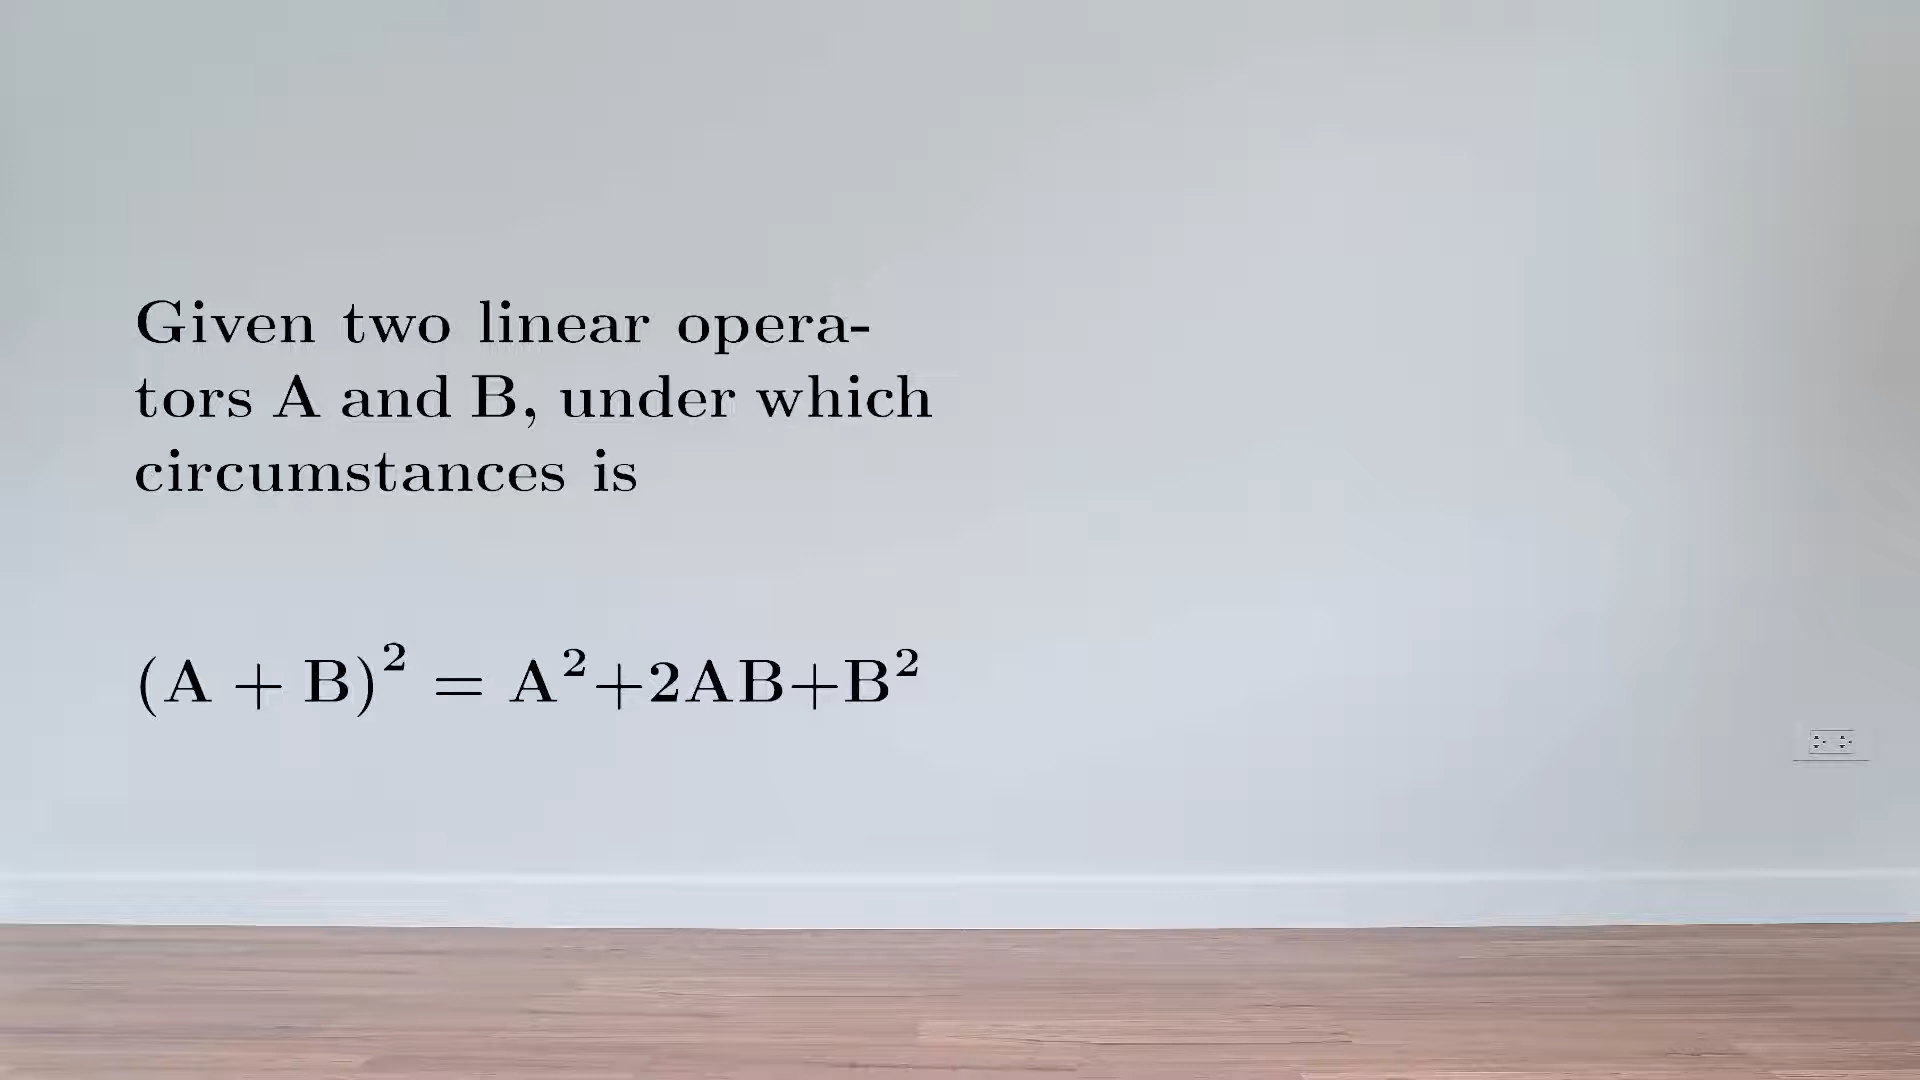 Given two linear opera-
tors A and B, under which
circumstances is
(A + B)² = A²+2AB+B²